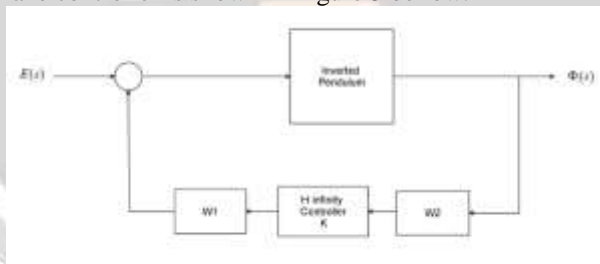 E(s)
Inverted
Pendulum
Φ(s)
W1
H infinity
Controller
K
W2